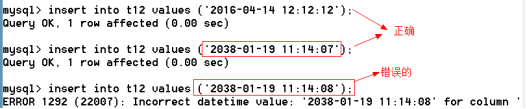 mysql> insert into t12 values ('2016-04-14 12:12:12');
Query OK, 1 row affected (0.00 sec)
正确
mysql> insert into t12 values ('2038-01-19 11:14:07');
Query OK, 1 row affected (0.00 sec)
错误的
mysql> insert into t12 values ('2038-01-19 11:14:08');
ERROR 1292 (22007): Incorrect datetime value: '2038-01-19 11:14:08' for column '